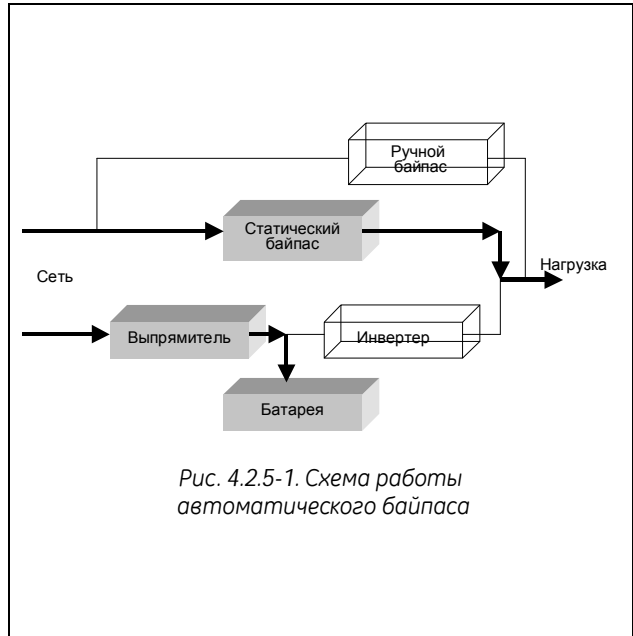 Ручной
байпас
Статический
байпас
Сеть
Нагрузка
Выпрямитель
Инвертер
Батарея
Рис. 4.2.5-1. Схема работы
автоматического байпаса